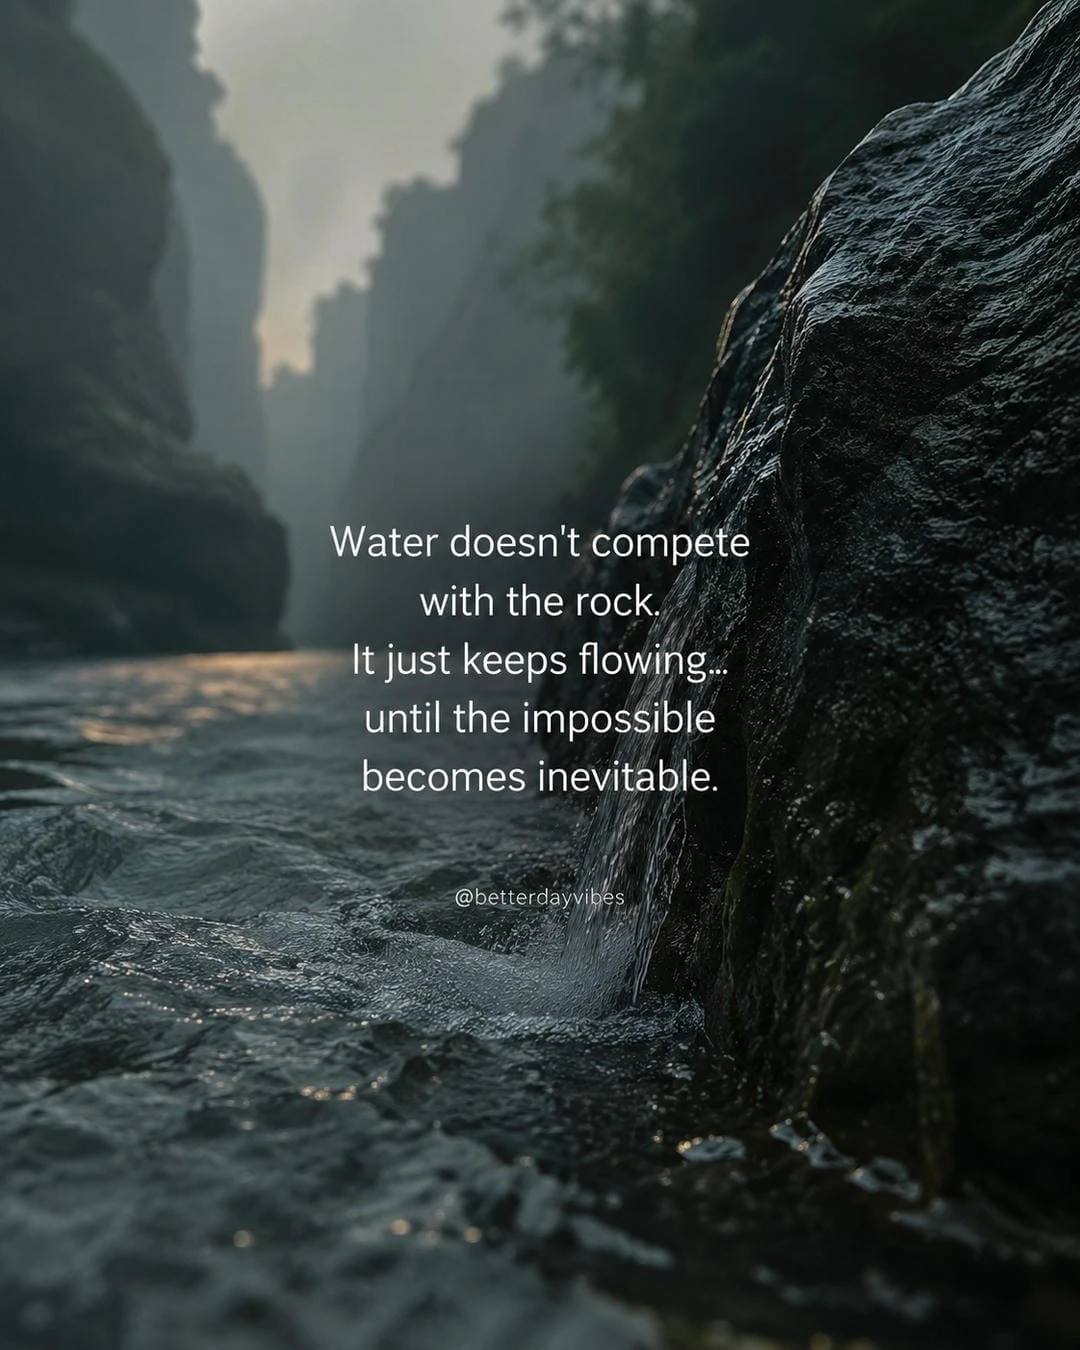 Water doesn't compete
with the rock.
It just keeps flowing...
until the impossible
becomes inevitable.
@betterdayvibes